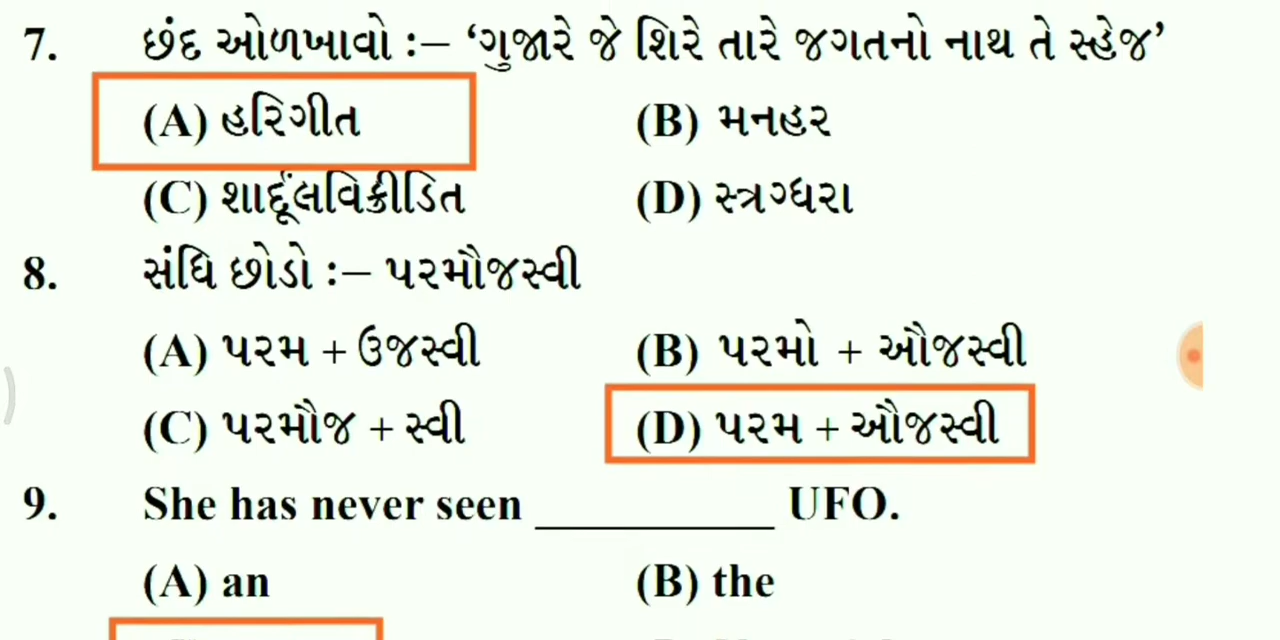 7. છંદ ઓળખાવો :– ‘ગુજારે જે શિરે તારે જગતનો નાથ તે સ્હેજ’
(A) હરિગીત (B) મનહર
(C) શાર્દૂલવિક્રીડિત (D) સ્ત્રગ્ધરા
8. સંધિ છોડો :– પરમૌજસ્વી
(A) પરમ + ઉજસ્વી (B) પરમો + ઔજસ્વી
(C) પરમૌજ + સ્વી (D) પરમ + ઔજસ્વી
9. She has never seen __________ UFO.
(A) an (B) the